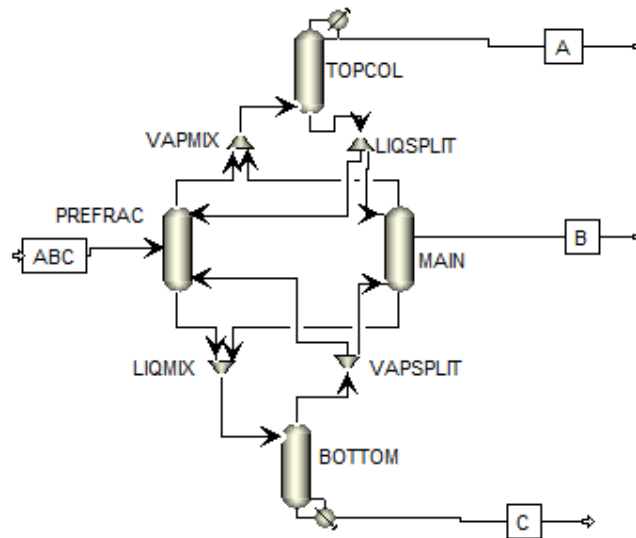 A
TOPCOL
VAPMIX
LIQSPLIT
PREFRAC
ABC
B
MAIN
LIQMIX
VAPSPLIT
BOTTOM
C